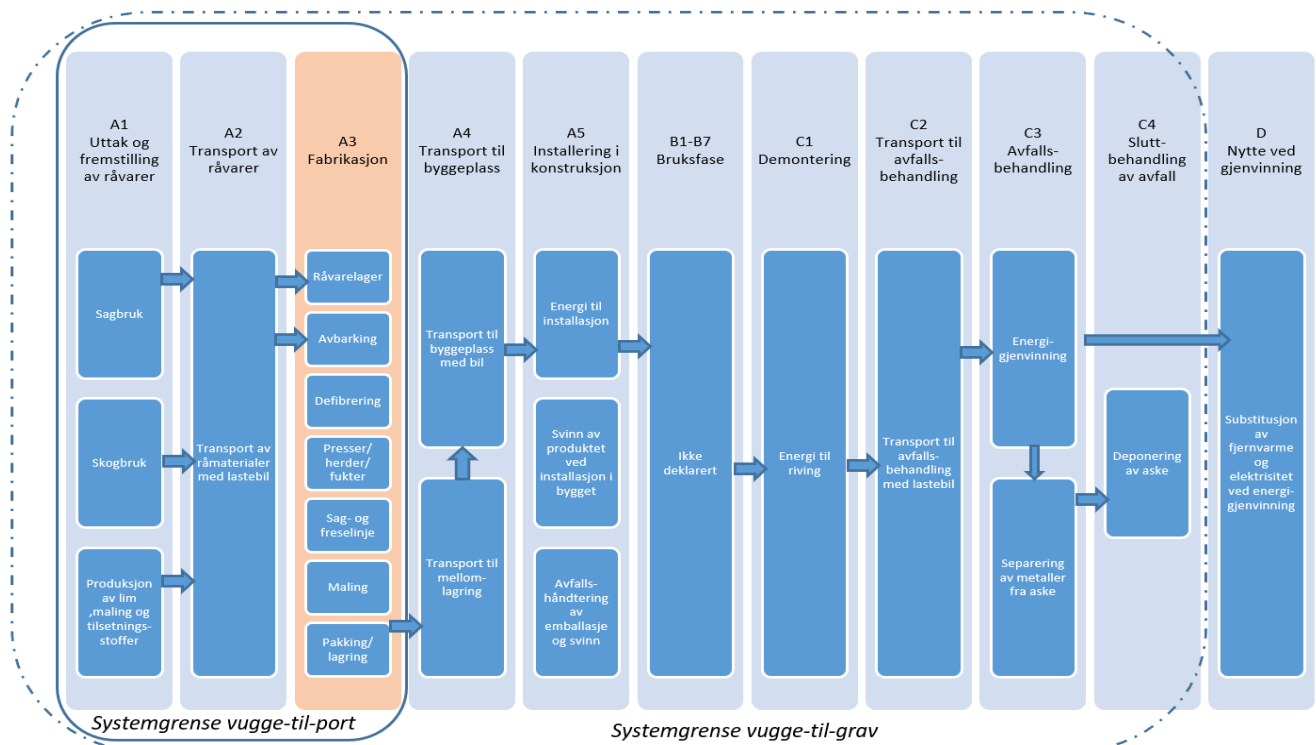 A1
Uttak og
fremstilling
av råvarer
Sagbruk
Skogbruk
Produksjon
av lim
,maling og
tilsetnings-
stoffer
A2
Transport av
råvarer
Transport av
råmaterialer
med lastebil
A3
Fabrikasjon
Råvarelager
Avbarking
Defibrering
Presser/
herder/
fukter
Sag- og
freselinje
Maling
Pakking/
lagring
A4
Transport til
byggeplass
Transport til
byggeplass
med bil
Transport til
mellom-
lagring
A5
Installering i
konstruksjon
Energi til
installasjon
Svinn av
produktet
ved
installasjon i
bygget
Avfalls-
håndtering
av
emballasje
og svinn
B1-B7
Bruksfase
Ikke
deklarert
C1
Demontering
Energi til
riving
C2
Transport til
avfalls-
behandling
Transport til
avfalls-
behandling
med lastebil
C3
Avfalls-
behandling
Energi-
gjenvinning
Separering
av metaller
fra aske
C4
Slutt-
behandling
av avfall
Deponering
av aske
D
Nytte ved
gjenvinning
Substitusjon
av
fjernvarme
og
elektrisitet
ved energi-
gjenvinning
Systemgrense vugge-til-port
Systemgrense vugge-til-grav